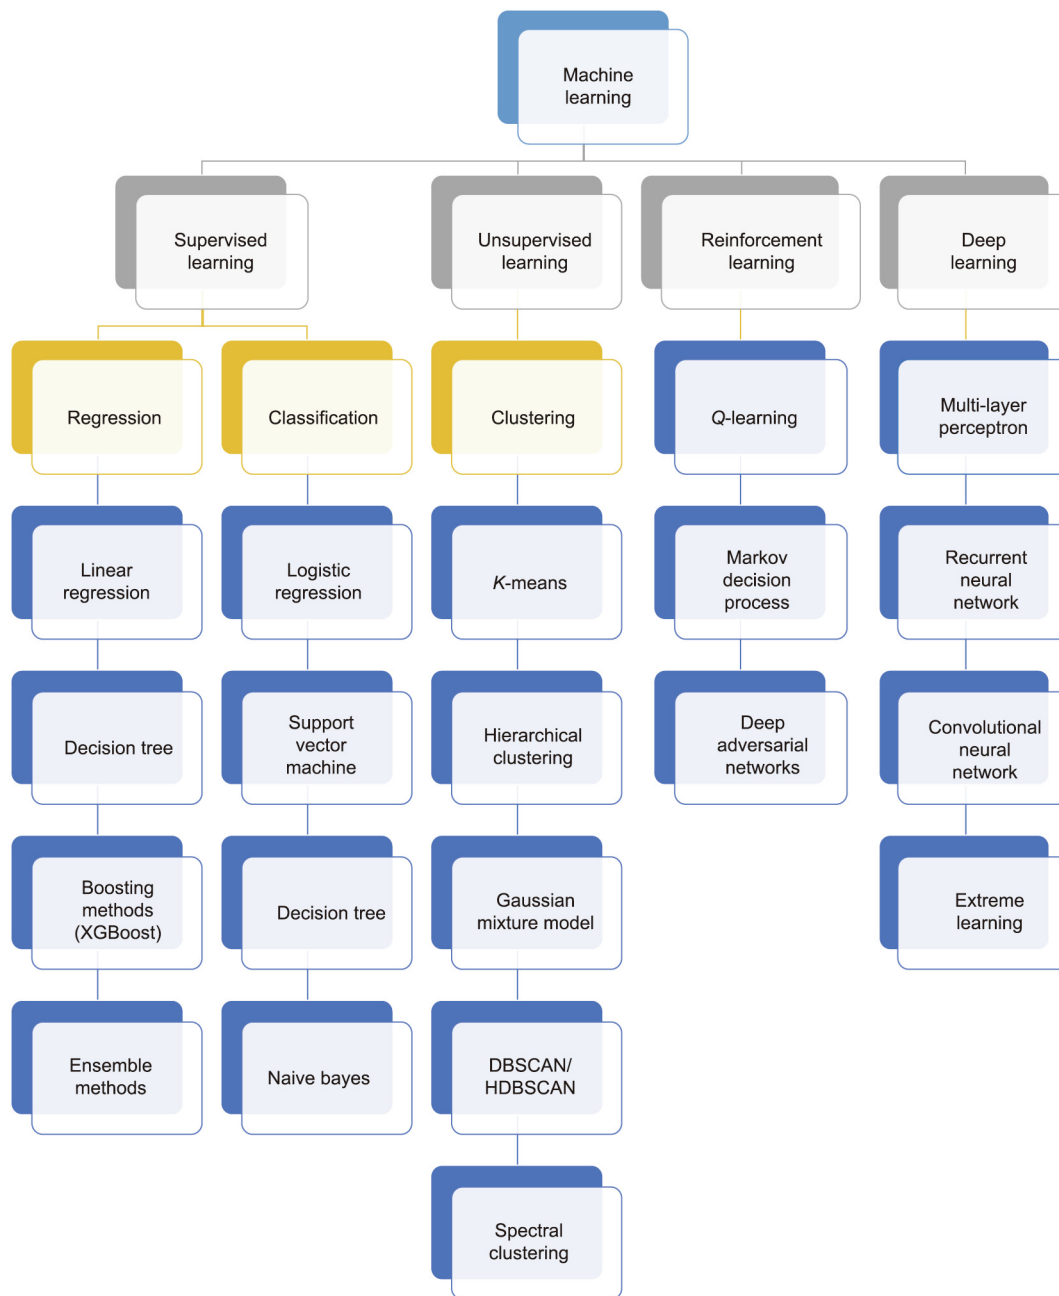 Machine
learning
Supervised
learning
Unsupervised
learning
Reinforcement
learning
Deep
learning
Regression
Classification
Clustering
Q-learning
Multi-layer
perceptron
Linear
regression
Logistic
regression
K-means
Markov
decision
process
Recurrent
neural
network
Decision tree
Support
vector
machine
Hierarchical
clustering
Deep
adversarial
networks
Convolutional
neural
network
Boosting
methods
(XGBoost)
Decision tree
Gaussian
mixture model
Extreme
learning
Ensemble
methods
Naive bayes
DBSCAN/
HDBSCAN
Spectral
clustering